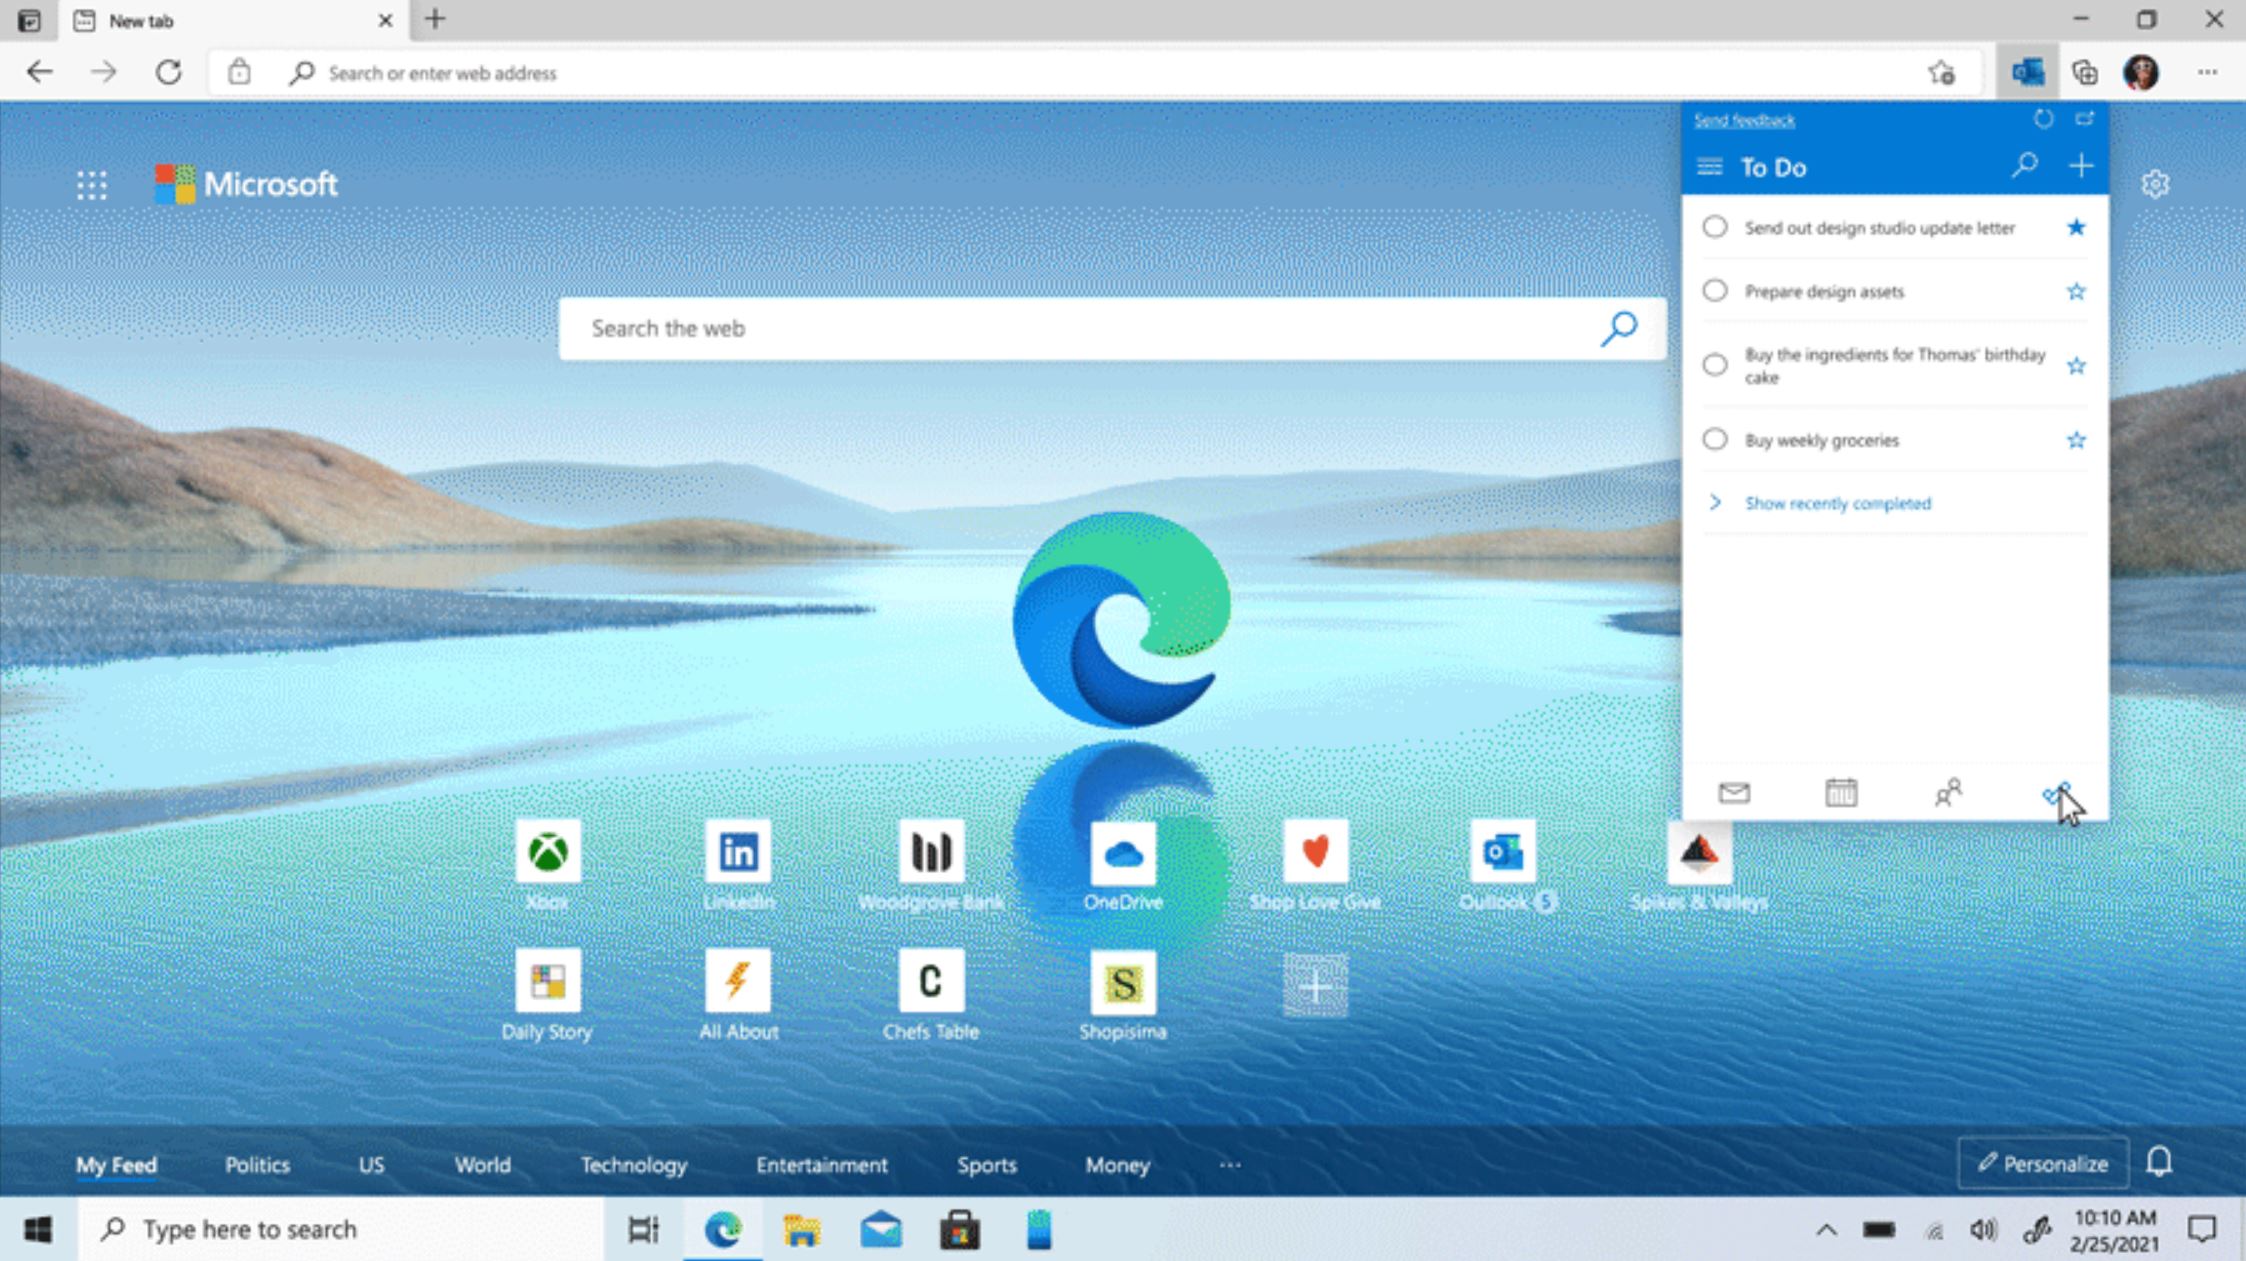 New tab
Search or enter web address
Send feedback
Microsoft
To Do
Send out design studio update letter
Search the web
Prepare design assets
Buy the ingredients for Thomas' birthday
cake
Buy weekly groceries
Show recently completed
Xbox
LinkedIn
Woodgrove Bank
OneDrive
Shop Love Give
Outlook 5
Spikes & Valleys
Daily Story
All About
C
Chefs Table
S
Shopisima
My Feed
Politics
US
World
Technology
Entertainment
Sports
Money
Personalize
Type here to search
10:10 AM
2/25/2021